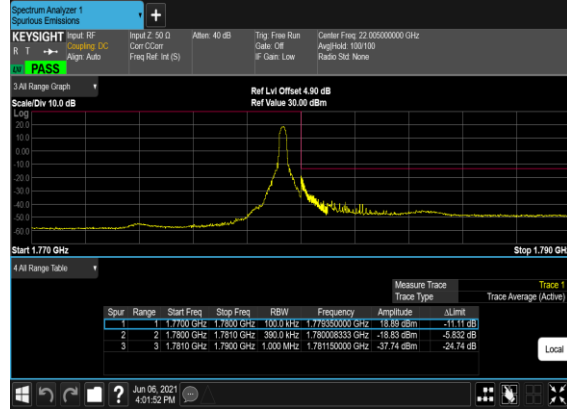 Spectrum Analyzer 1
Spurious Emissions
+
KEYSIGHT Input: RF Input Z: 50 Ω Atten: 40 dB Trig: Free Run Center Freq: 22.005000000 GHz
R T Coupling: DC Corr CCorr Gate: Off Avg|Hold: 100/100
Align: Auto Freq Ref: Int (S) IF Gain: Low Radio Std: None
PASS
3 All Range Graph
Ref Lvl Offset 4.90 dB
Scale/Div 10.0 dB Ref Value 30.00 dBm
Log
20.0
10.0
0.00
-10.0
-20.0
-30.0
-40.0
-50.0
-60.0
Start 1.770 GHz Stop 1.790 GHz
4 All Range Table
Measure Trace Trace 1
Trace Type Trace Average (Active)
Spur Range Start Freq Stop Freq RBW Frequency Amplitude ΔLimit
1 1 1.7700 GHz 1.7800 GHz 100.0 kHz 1.779350000 GHz 18.89 dBm -11.11 dB
2 2 1.7800 GHz 1.7810 GHz 390.0 kHz 1.780008333 GHz -18.83 dBm -5.832 dB
3 3 1.7810 GHz 1.7900 GHz 1.000 MHz 1.781150000 GHz -37.74 dBm -24.74 dB
Local
? Jun 06, 2021
4:01:52 PM